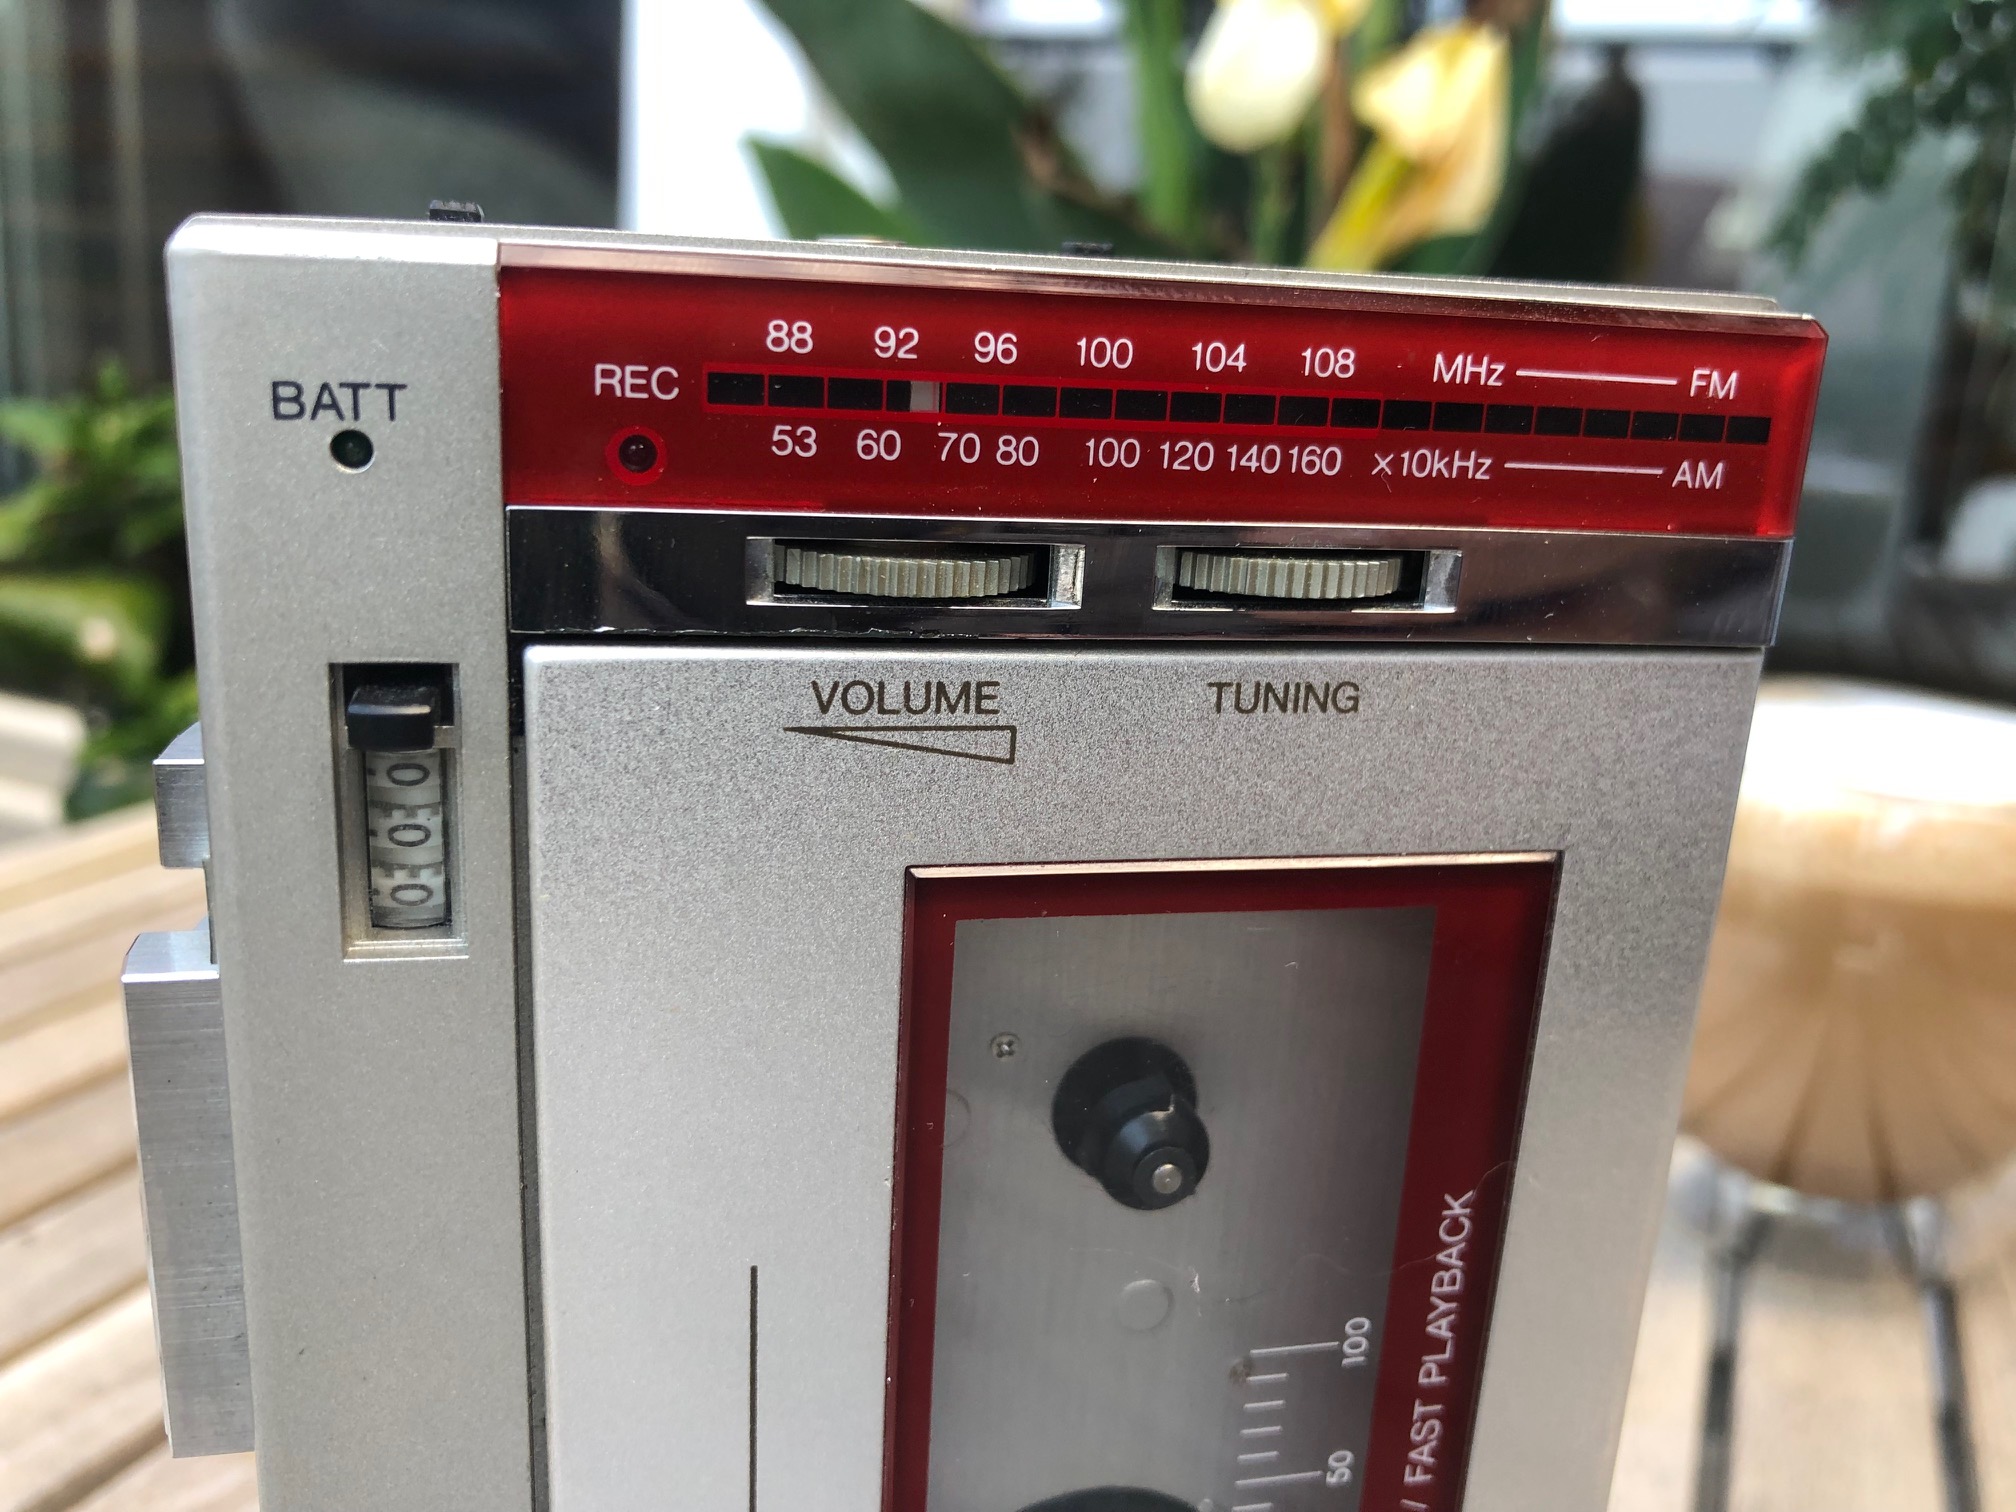 88 92 96 100 104 108 MHz FM
REC
53 60 70 80 100 120 140 160 ×10kHz AM
BATT
VOLUME TUNING
000
100
50
/ FAST PLAYBACK